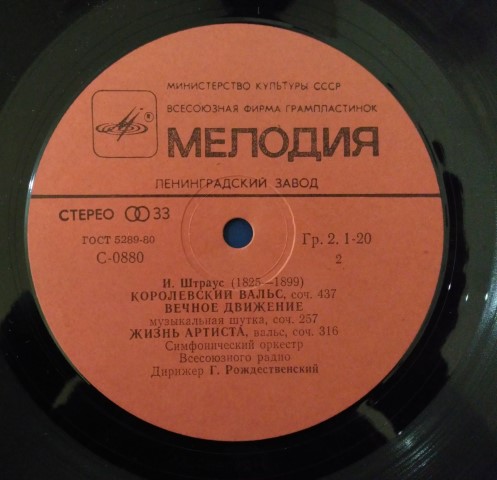 МИНИСТЕРСТВО КУЛЬТУРЫ СССР
ВСЕСОЮЗНАЯ ФИРМА ГРАМПЛАСТИНОК
® МЕЛОДИЯ
ЛЕНИНГРАДСКИЙ ЗАВОД
СТЕРЕО 33
ГОСТ 5289-80 Гр. 2. 1-20
С-0880 2
И. Штраус (1825—1899)
КОРОЛЕВСКИЙ ВАЛЬС, соч. 437
ВЕЧНОЕ ДВИЖЕНИЕ
музыкальная шутка, соч. 257
ЖИЗНЬ АРТИСТА, вальс, соч. 316
Симфонический оркестр
Всесоюзного радио
Дирижер Г. Рождественский